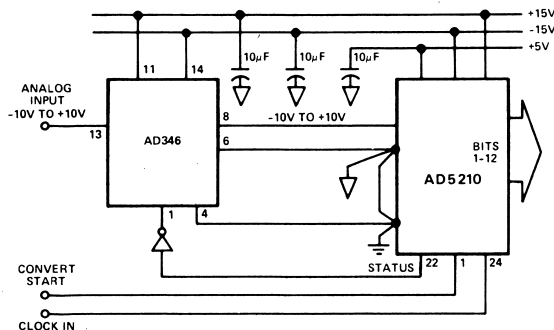 +15V
-15V
+5V
11
14
10μF
10μF
10μF
ANALOG
INPUT
-10V TO +10V
13
8
-10V TO +10V
AD346
6
BITS
1-12
AD5210
1
4
STATUS
22
1
24
CONVERT
START
CLOCK IN